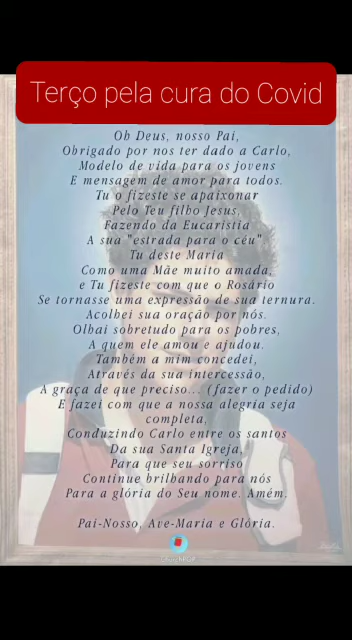 Terço pela cura do Covid
Oh Deus, nosso Pai,
Obrigado por nos ter dado a Carlo,
Modelo de vida para os jovens
E mensagem de amor para todos.
Tu o fizeste se apaixonar
Pelo Teu filho Jesus,
Fazendo da Eucaristia
A sua "estrada para o céu"
Tu deste Maria
Como uma Mãe muito amada,
e Tu fizeste com que o Rosário
Se tornasse uma expressão de sua ternura.
Acolhei sua oração por nós.
Olhai sobretudo para os pobres,
A quem ele amou e ajudou.
Também a mim concedei,
Através da sua intercessão,
A graça de que preciso... (fazer o pedido)
E fazei com que a nossa alegria seja
completa,
Conduzindo Carlo entre os santos
Da sua Santa Igreja,
Para que seu sorriso
Continue brilhando para nós
Para a glória do Seu nome. Amém.
Pai-Nosso, Ave-Maria e Glória.